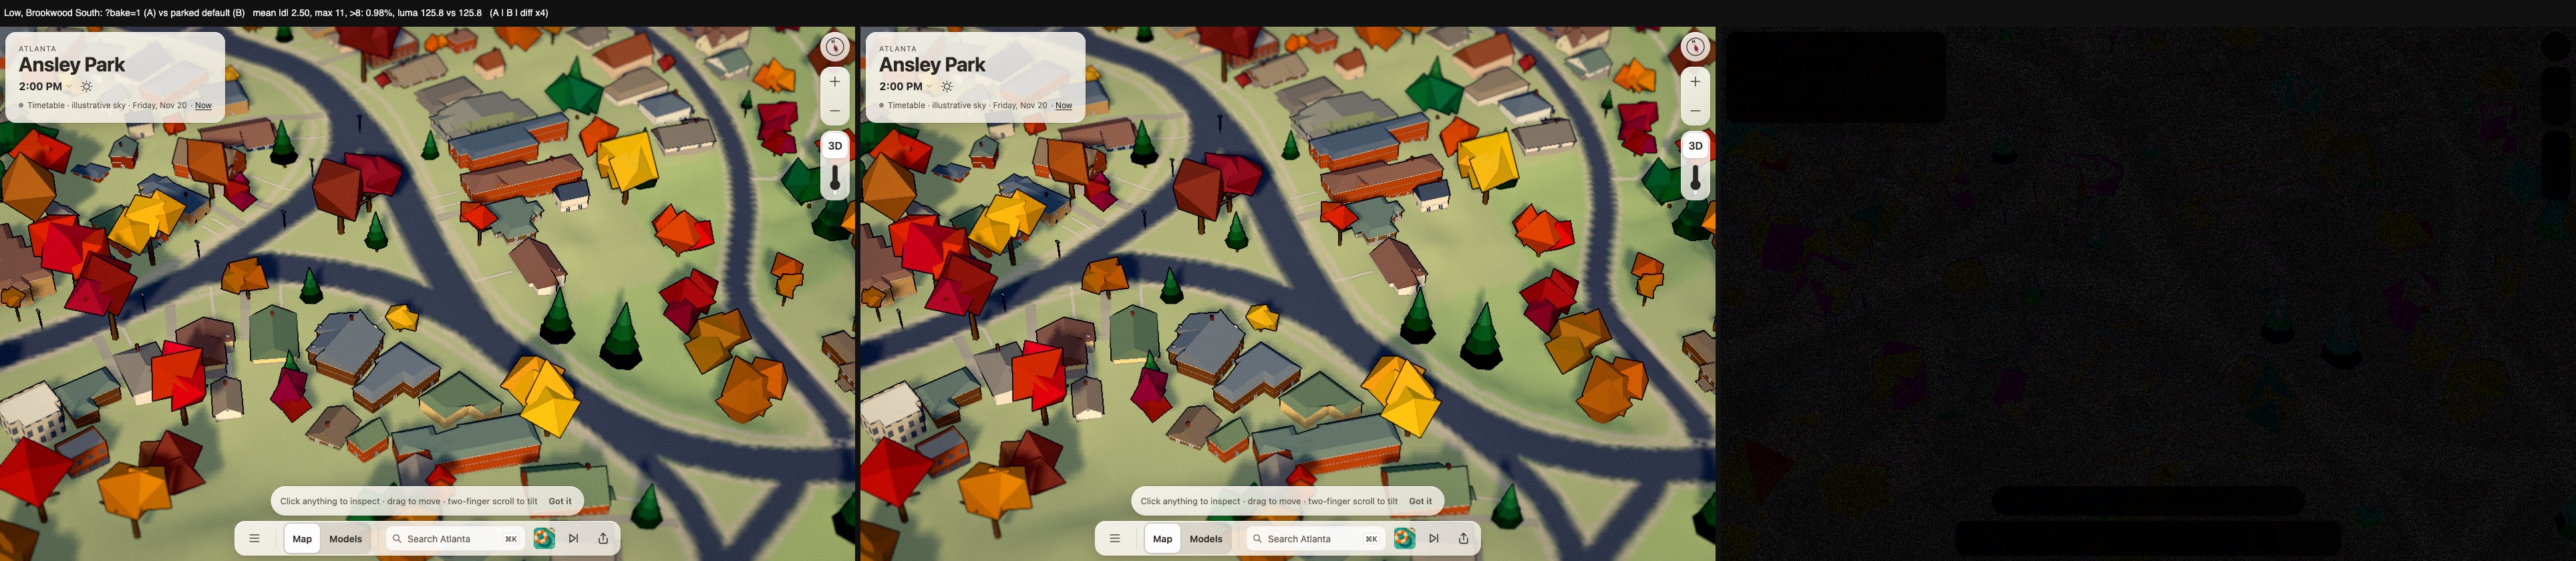 Low, Brookwood South: ?bake=1 (A) vs parked default (B) mean |d| 2.50, max 11, >8: 0.98%, luma 125.8 vs 125.8 (A | B | diff x4)
ATLANTA
Ansley Park
2:00 PM
Timetable · illustrative sky · Friday, Nov 20 · Now
+
−
3D
Click anything to inspect · drag to move · two-finger scroll to tilt Got it
Map Models Search Atlanta ⌘K
ATLANTA
Ansley Park
2:00 PM
Timetable · illustrative sky · Friday, Nov 20 · Now
+
−
3D
Click anything to inspect · drag to move · two-finger scroll to tilt Got it
Map Models Search Atlanta ⌘K